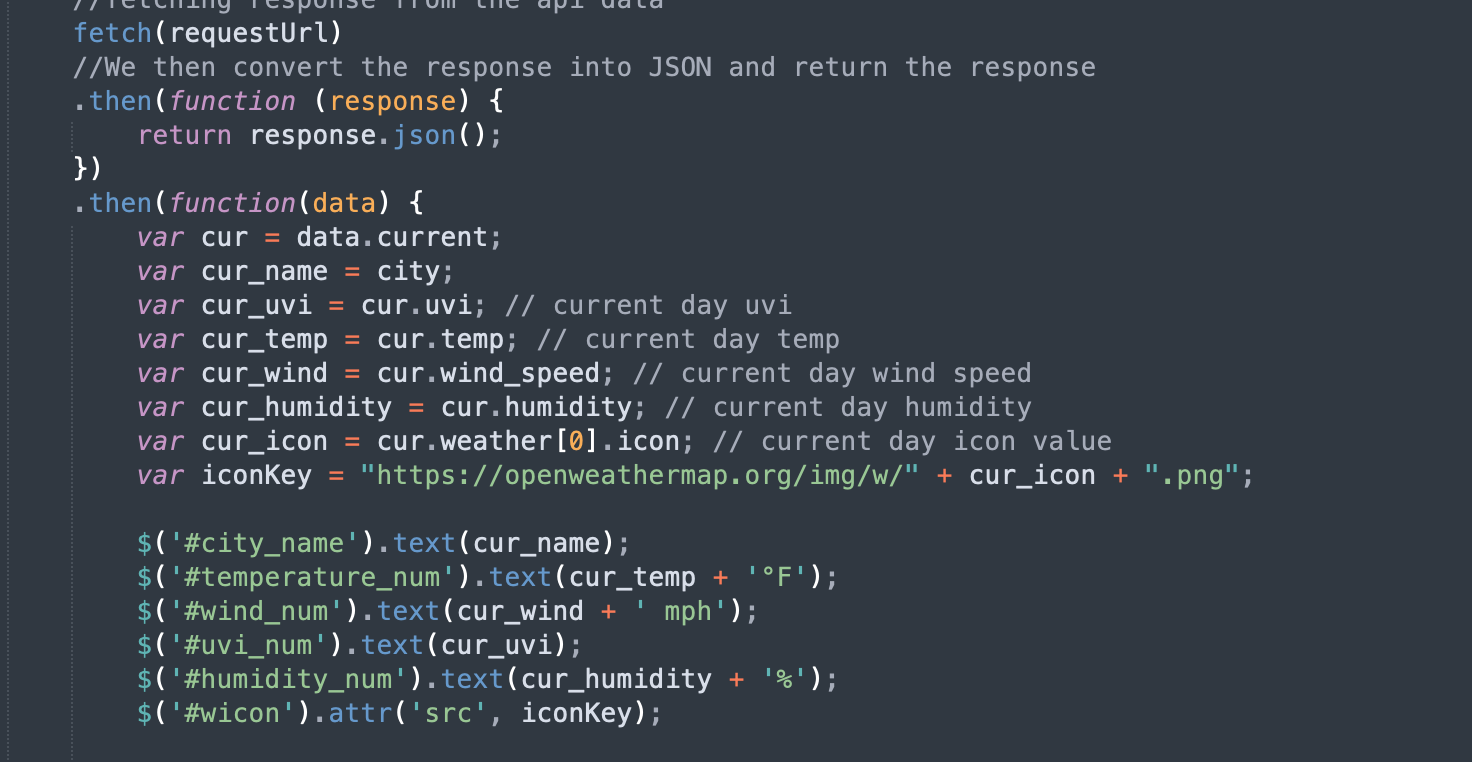 //fetching response from the api data
fetch(requestUrl)
//We then convert the response into JSON and return the response
.then(function (response) {
    return response.json();
})
.then(function(data) {
    var cur = data.current;
    var cur_name = city;
    var cur_uvi = cur.uvi; // current day uvi
    var cur_temp = cur.temp; // current day temp
    var cur_wind = cur.wind_speed; // current day wind speed
    var cur_humidity = cur.humidity; // current day humidity
    var cur_icon = cur.weather[0].icon; // current day icon value
    var iconKey = "https://openweathermap.org/img/w/" + cur_icon + ".png";
    $('#city_name').text(cur_name);
    $('#temperature_num').text(cur_temp + '°F');
    $('#wind_num').text(cur_wind + ' mph');
    $('#uvi_num').text(cur_uvi);
    $('#humidity_num').text(cur_humidity + '%');
    $('#wicon').attr('src', iconKey);